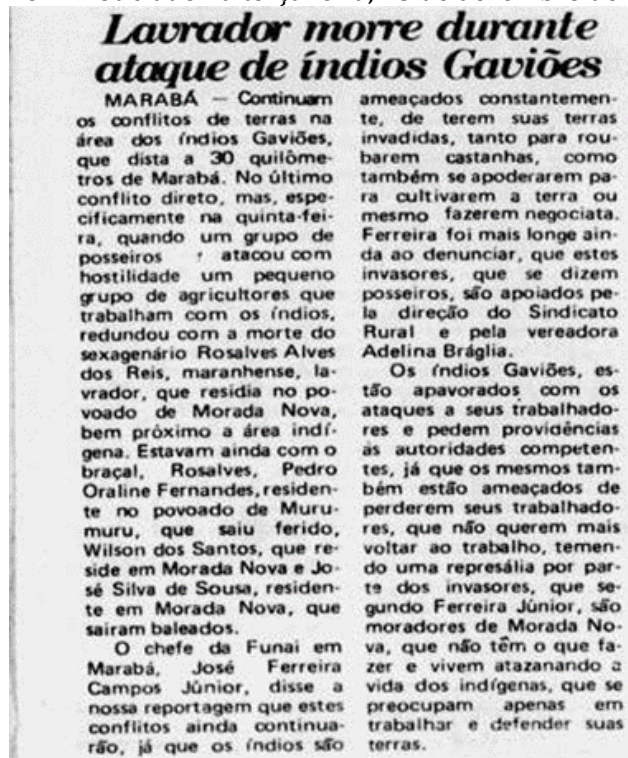 Lavrador morre durante
ataque de índios Gaviões
MARABÁ — Continuam
os conflitos de terras na
área dos índios Gaviões,
que dista a 30 quilôme-
tros de Marabá. No último
conflito direto, mas, espe-
cificamente na quinta-fei-
ra, quando um grupo de
posseiros atacou com
hostilidade um pequeno
grupo de agricultores que
trabalham com os índios,
redundou com a morte do
sexagenário Rosalves Alves
dos Reis, maranhense, la-
vrador, que residia no po-
voado de Morada Nova,
bem próximo a área indí-
gena. Estavam ainda com o
braçal, Rosalves, Pedro
Oraline Fernandes, residen-
te no povoado de Muru-
muru, que saiu ferido,
Wilson dos Santos, que re-
side em Morada Nova e Jo-
sé Silva de Sousa, residen-
te em Morada Nova, que
sairam baleados.
O chefe da Funai em
Marabá, José Ferreira
Campos Júnior, disse a
nossa reportagem que estes
conflitos ainda continua-
rão, já que os índios são
ameaçados constantemen-
te, de terem suas terras
invadidas, tanto para rou-
barem castanhas, como
também se apoderarem pa-
ra cultivarem a terra ou
mesmo fazerem negociata.
Ferreira foi mais longe ain-
da ao denunciar, que estes
invasores, que se dizem
posseiros, são apoiados pe-
la direção do Sindicato
Rural e pela vereadora
Adelina Bráglia.
Os índios Gaviões, es-
tão apavorados com os
ataques a seus trabalhado-
res e pedem providências
às autoridades competen-
tes, já que os mesmos tam-
bém estão ameaçados de
perderem seus trabalhado-
res, que não querem mais
voltar ao trabalho, temen-
do uma represália por par-
te dos invasores, que se-
gundo Ferreira Júnior, são
moradores de Morada No-
va, que não têm o que fa-
zer e vivem atazanando a
vida dos indígenas, que se
preocupam apenas em
trabalhar e defender suas
terras.